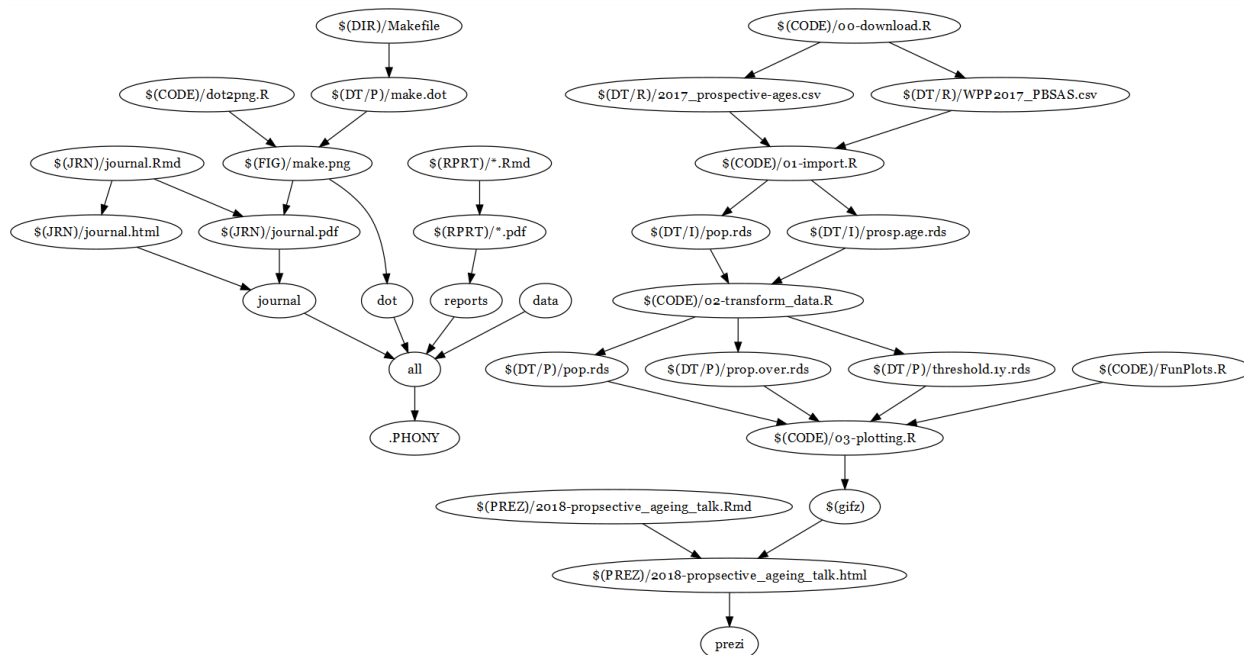 $(DIR)/Makefile
$(CODE)/00-download.R
$(CODE)/dot2png.R
$(DT/P)/make.dot
$(DT/R)/2017_prospective-ages.csv
$(DT/R)/WPP2017_PBSAS.csv
$(JRN)/journal.Rmd
$(FIG)/make.png
$(RPRT)/*.Rmd
$(CODE)/01-import.R
$(JRN)/journal.html
$(JRN)/journal.pdf
$(RPRT)/*.pdf
$(DT/I)/pop.rds
$(DT/I)/prosp.age.rds
journal
dot
reports
data
$(CODE)/02-transform_data.R
all
$(DT/P)/pop.rds
$(DT/P)/prop.over.rds
$(DT/P)/threshold.1y.rds
$(CODE)/FunPlots.R
.PHONY
$(CODE)/03-plotting.R
$(PREZ)/2018-propsective_ageing_talk.Rmd
$(gifz)
$(PREZ)/2018-propsective_ageing_talk.html
prezi